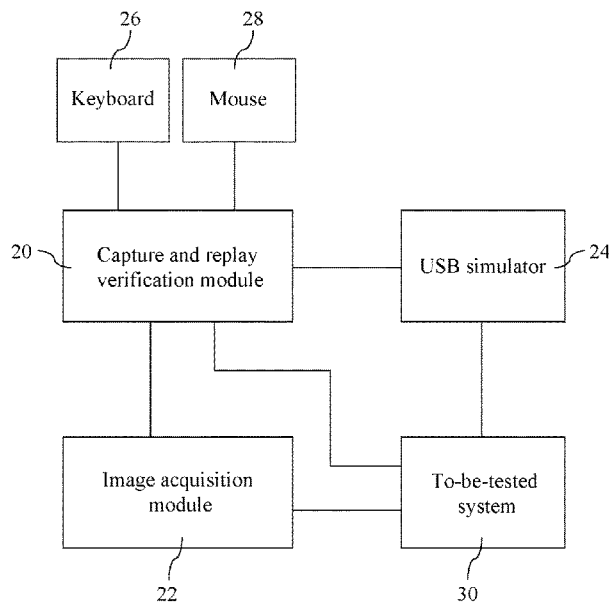 26
28
Keyboard
Mouse
20
Capture and replay
verification module
USB simulator
24
Image acquisition
module
To-be-tested
system
22
30